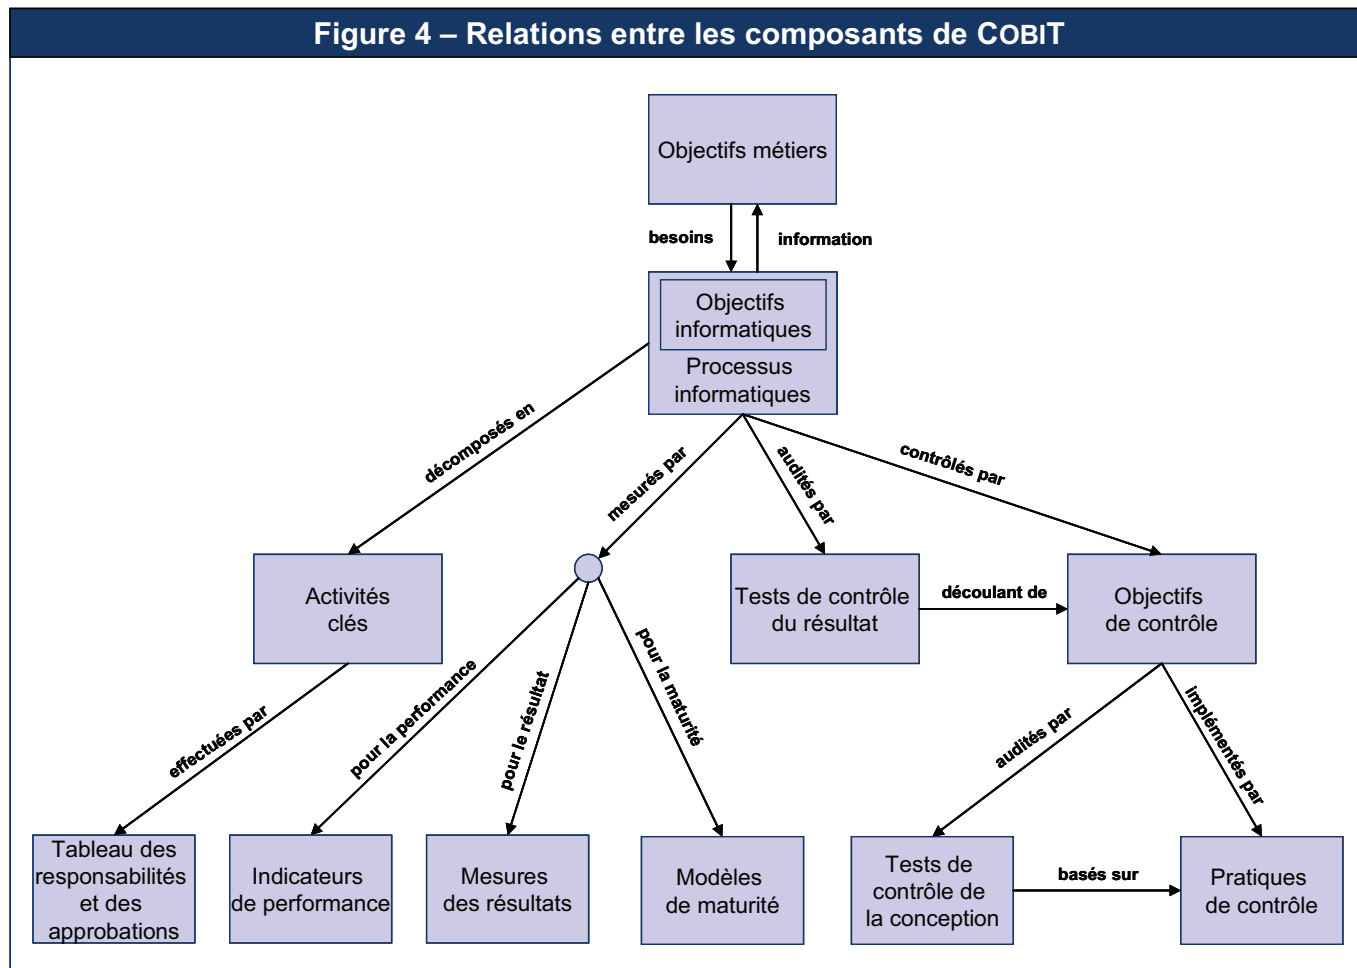 Figure 4 – Relations entre les composants de COBIT
Objectifs métiers
besoins
information
Objectifs
informatiques
Processus
informatiques
décomposés en
mesurés par
audités par
contrôlés par
Activités
clés
Tests de contrôle
du résultat
découlant de
Objectifs
de contrôle
effectuées par
pour la performance
pour le résultat
pour la maturité
audités par
implémentés par
Tableau des
responsabilités
et des
approbations
Indicateurs
de performance
Mesures
des résultats
Modèles
de maturité
Tests de
contrôle de
la conception
basés sur
Pratiques
de contrôle